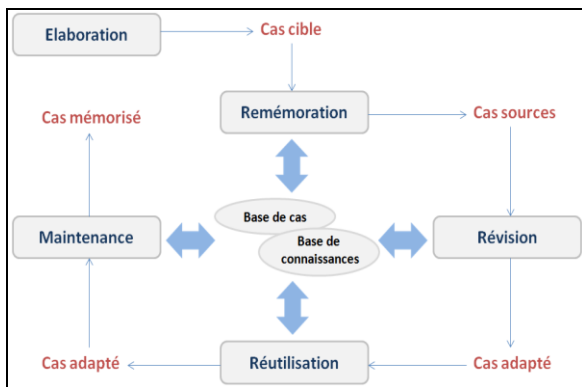 Elaboration
Cas cible
Remémoration
Cas mémorisé
Cas sources
Base de cas
Maintenance
Base de
connaissances
Révision
Cas adapté
Réutilisation
Cas adapté